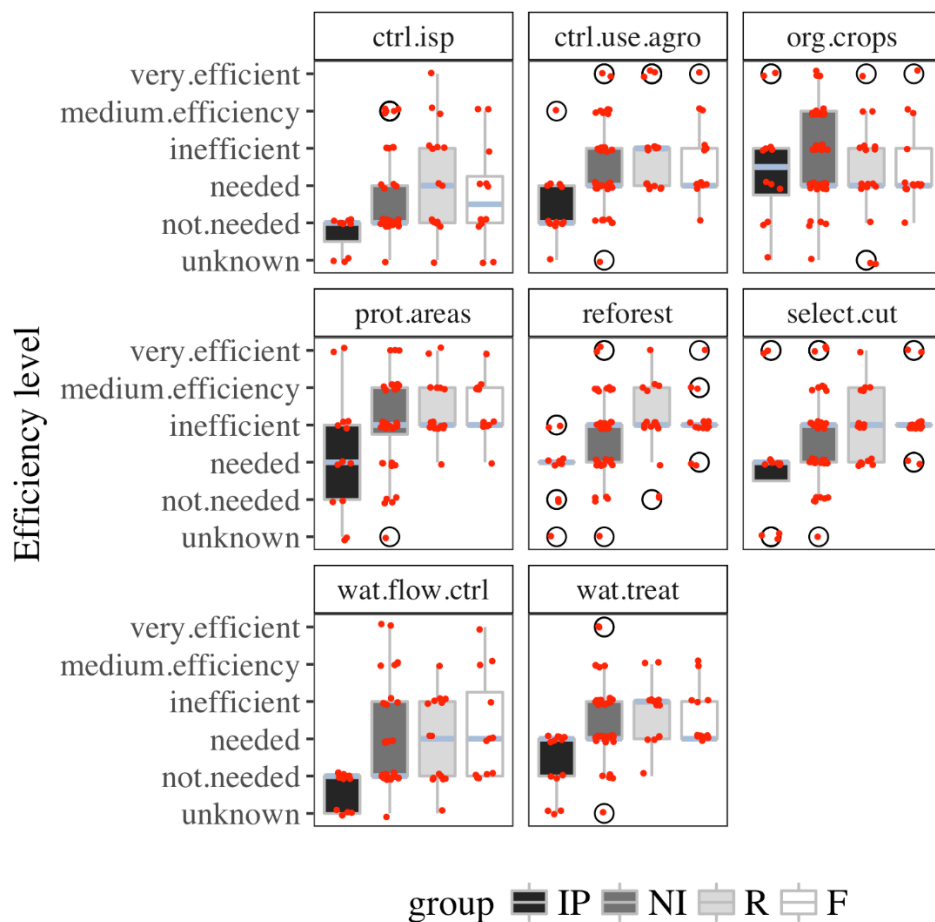 ctrl.isp ctrl.use.agro org.crops
very.efficient
medium.efficiency
inefficient
needed
not.needed
unknown
prot.areas reforest select.cut
very.efficient
medium.efficiency
inefficient
needed
not.needed
unknown
wat.flow.ctrl wat.treat
very.efficient
medium.efficiency
inefficient
needed
not.needed
unknown
Efficiency level
group IP NI R F